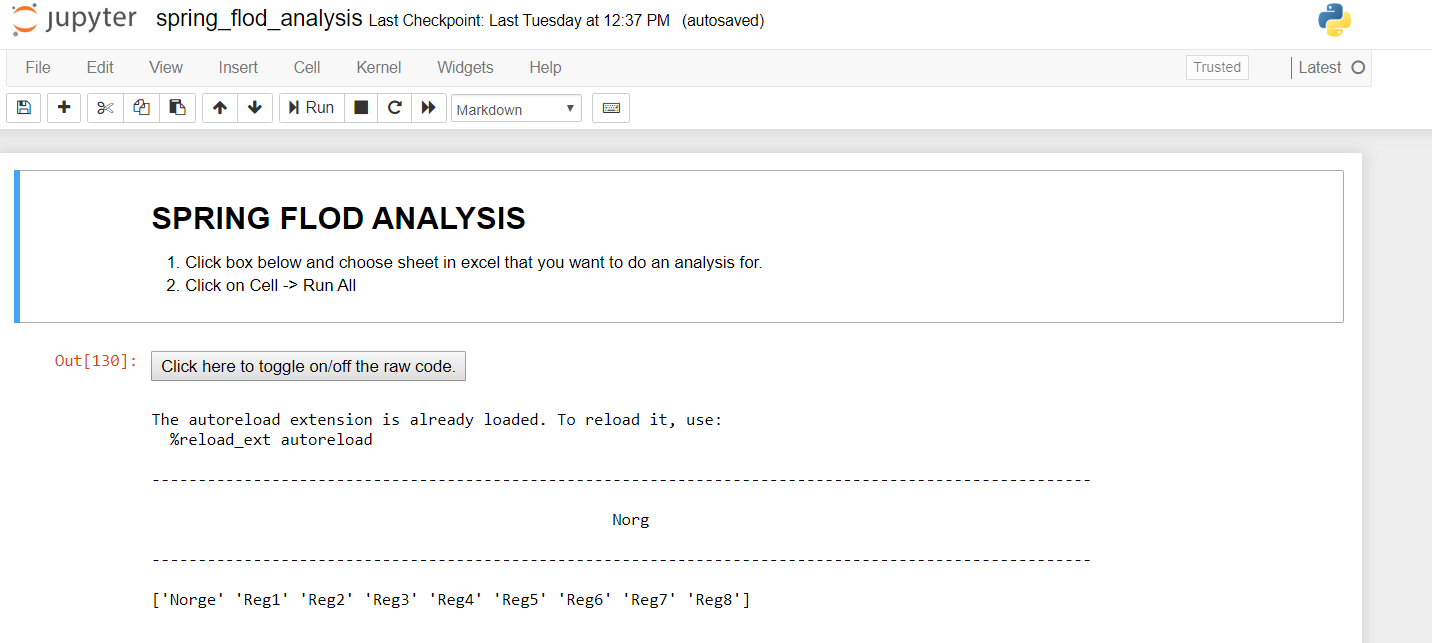 jupyter spring_flod_analysis Last Checkpoint: Last Tuesday at 12:37 PM (autosaved)
File Edit View Insert Cell Kernel Widgets Help Trusted Latest
Run Markdown
SPRING FLOD ANALYSIS
1. Click box below and choose sheet in excel that you want to do an analysis for.
2. Click on Cell -> Run All
Out[130]: Click here to toggle on/off the raw code.
The autoreload extension is already loaded. To reload it, use:
%reload_ext autoreload
------------------------------------------------------------------------------------------------------
Norg
------------------------------------------------------------------------------------------------------
['Norge' 'Reg1' 'Reg2' 'Reg3' 'Reg4' 'Reg5' 'Reg6' 'Reg7' 'Reg8']